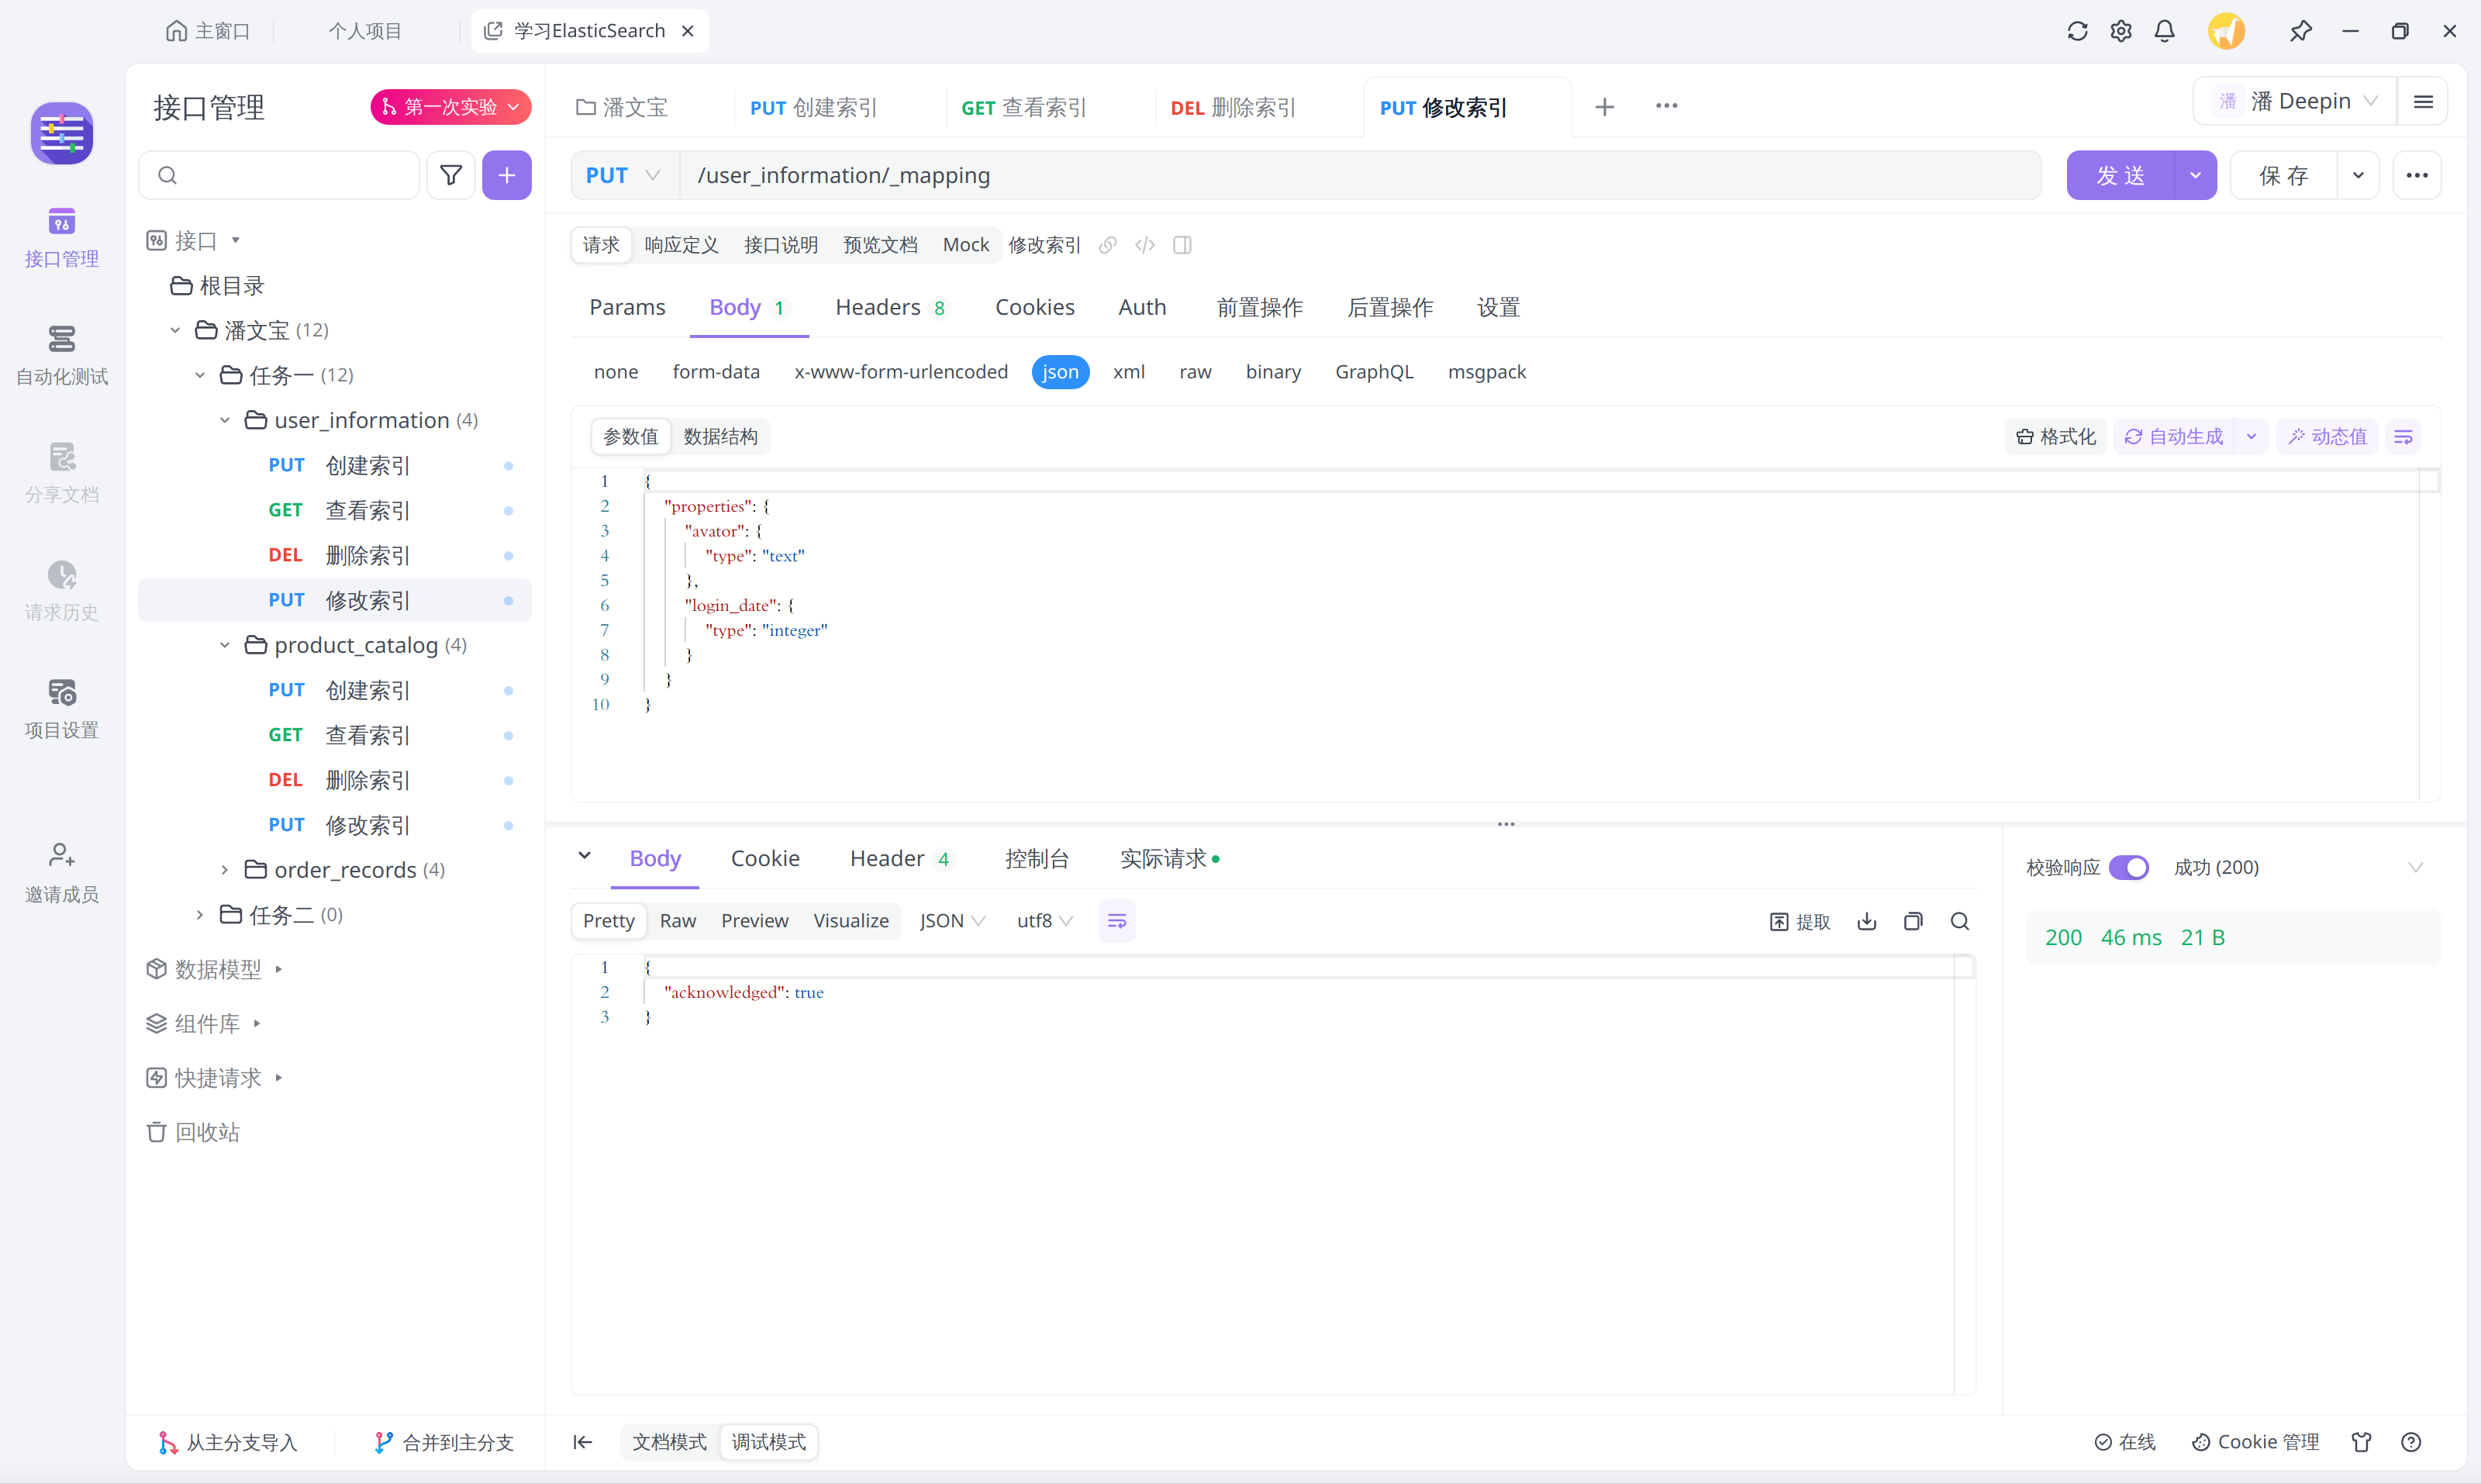 主窗口
个人项目
学习ElasticSearch
接口管理
第一次实验
潘文宝
PUT 创建索引
GET 查看索引
DEL 删除索引
PUT 修改索引
潘 潘 Deepin
接口管理
自动化测试
分享文档
请求历史
项目设置
邀请成员
接口
根目录
潘文宝 (12)
任务一 (12)
user_information (4)
PUT 创建索引
GET 查看索引
DEL 删除索引
PUT 修改索引
product_catalog (4)
PUT 创建索引
GET 查看索引
DEL 删除索引
PUT 修改索引
order_records (4)
任务二 (0)
数据模型
组件库
快捷请求
回收站
从主分支导入
合并到主分支
PUT /user_information/_mapping
发 送
保 存
请求 响应定义 接口说明 预览文档 Mock 修改索引
Params Body 1 Headers 8 Cookies Auth 前置操作 后置操作 设置
none form-data x-www-form-urlencoded json xml raw binary GraphQL msgpack
参数值 数据结构
格式化 自动生成 动态值
1 {
2 "properties": {
3 "avator": {
4 "type": "text"
5 },
6 "login_date": {
7 "type": "integer"
8 }
9 }
10 }
Body Cookie Header 4 控制台 实际请求
Pretty Raw Preview Visualize JSON utf8
提取
1 {
2 "acknowledged": true
3 }
校验响应 成功 (200)
200 46 ms 21 B
文档模式 调试模式
在线 Cookie 管理